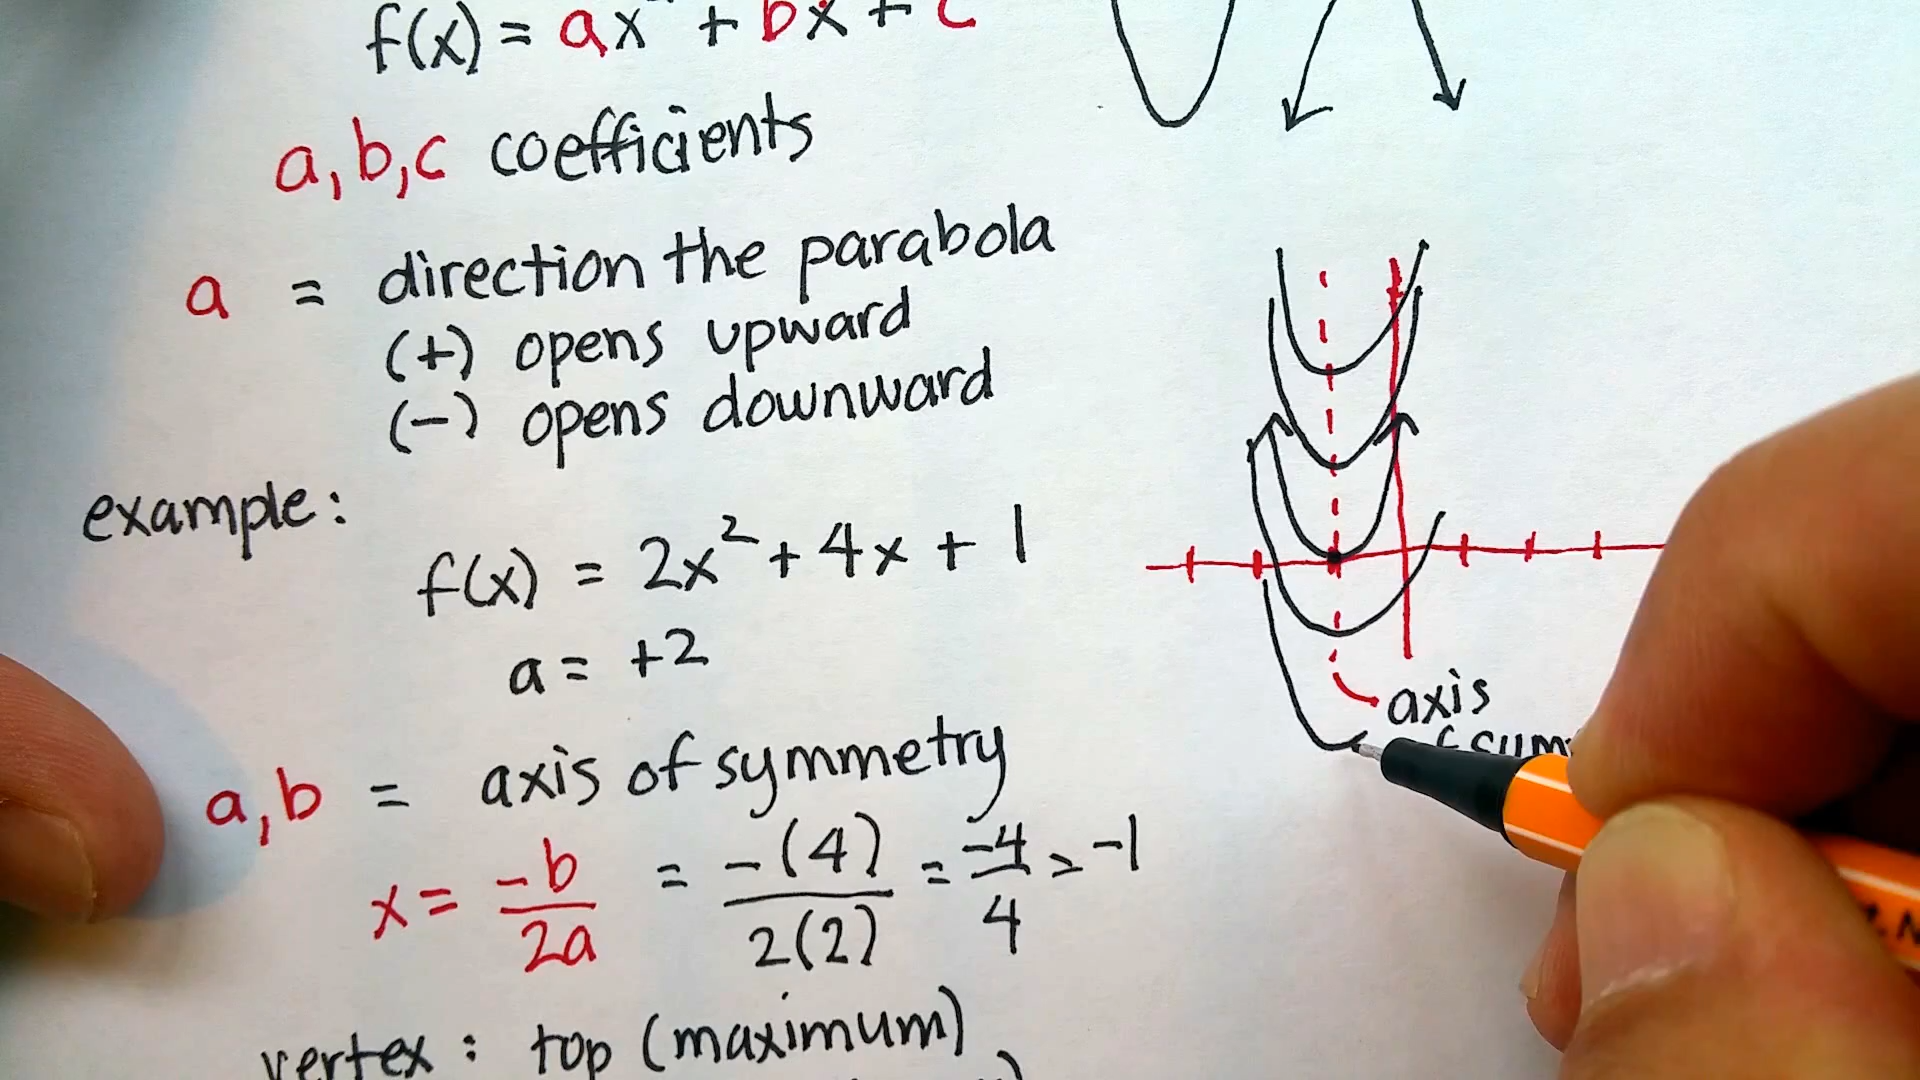 f(x) = ax² + bx + c
a,b,c coefficients
a = direction the parabola
(+) opens upward
(-) opens downward
example:
f(x) = 2x² + 4x + 1
a = +2
axis
a,b = axis of symmetry
x = -b/2a = -(4)/2(2) = -4/4 = -1
vertex: top (maximum)